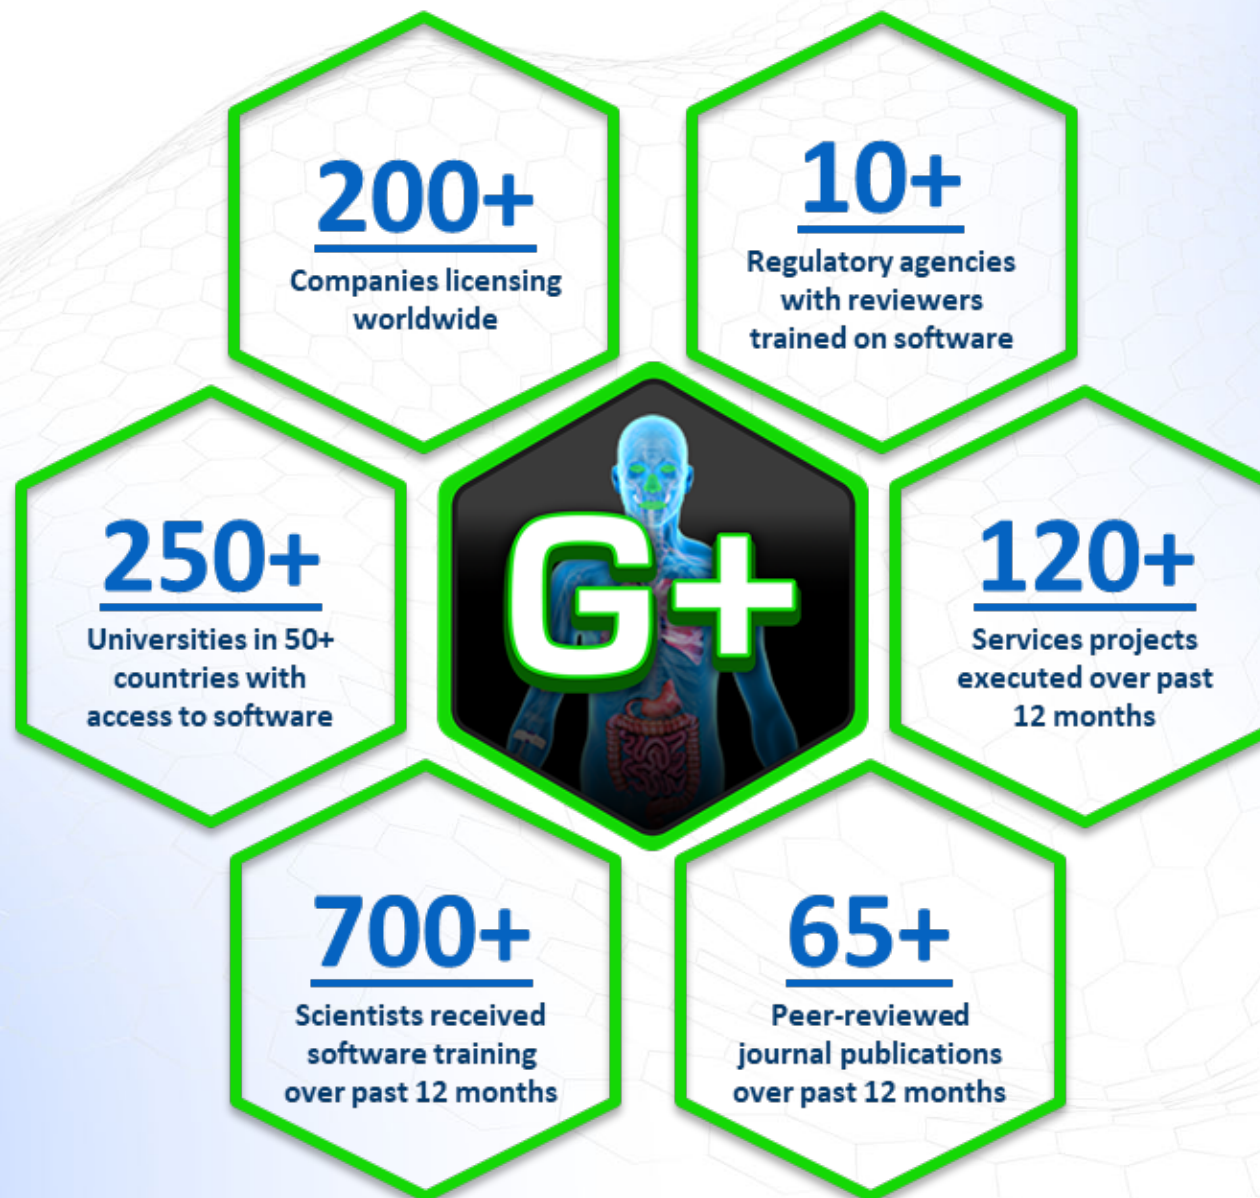 200+
Companies licensing
worldwide
10+
Regulatory agencies
with reviewers
trained on software
250+
Universities in 50+
countries with
access to software
G+
120+
Services projects
executed over past
12 months
700+
Scientists received
software training
over past 12 months
65+
Peer-reviewed
journal publications
over past 12 months